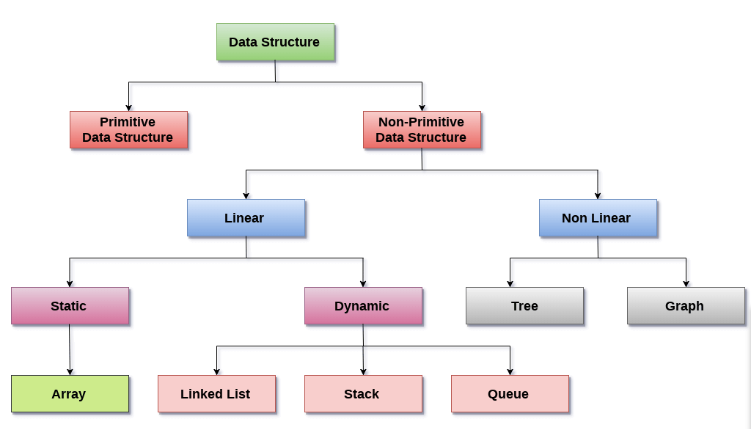 Data Structure
Primitive
Data Structure
Non-Primitive
Data Structure
Linear
Non Linear
Static
Dynamic
Tree
Graph
Array
Linked List
Stack
Queue